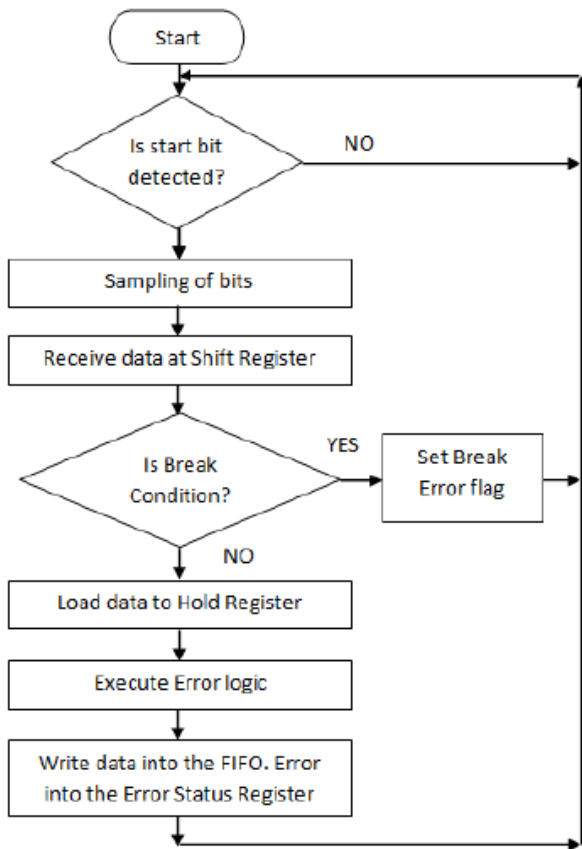 Start
Is start bit
detected?
NO
Sampling of bits
Receive data at Shift Register
Is Break
Condition?
YES
Set Break
Error flag
NO
Load data to Hold Register
Execute Error logic
Write data into the FIFO. Error
into the Error Status Register